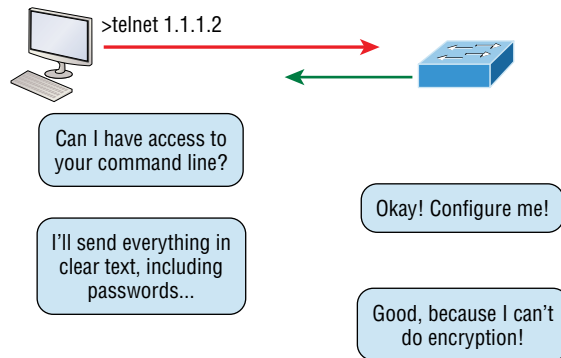 >telnet 1.1.1.2
Can I have access to
your command line?
Okay! Configure me!
I'll send everything in
clear text, including
passwords...
Good, because I can't
do encryption!